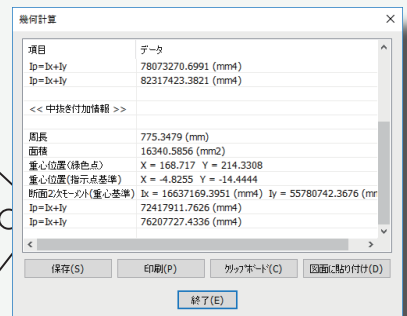 幾何計算
項目 データ
Ip=Ix+Iy 78073270.6991 (mm4)
Ip=Ix+Iy 82317423.3821 (mm4)
<< 中抜き付加情報 >>
周長 775.3479 (mm)
面積 16340.5856 (mm2)
重心位置(緑色点) X = 168.717 Y = 214.3308
重心位置(指示点基準) X = -4.8255 Y = -14.4444
断面2次モーメント(重心基準) Ix = 16637169.3951 (mm4) Iy = 55780742.3676 (mm
Ip=Ix+Iy 72417911.7626 (mm4)
Ip=Ix+Iy 76207727.4336 (mm4)
保存(S) 印刷(P) クリップボード(C) 図面に貼り付け(D)
終了(E)